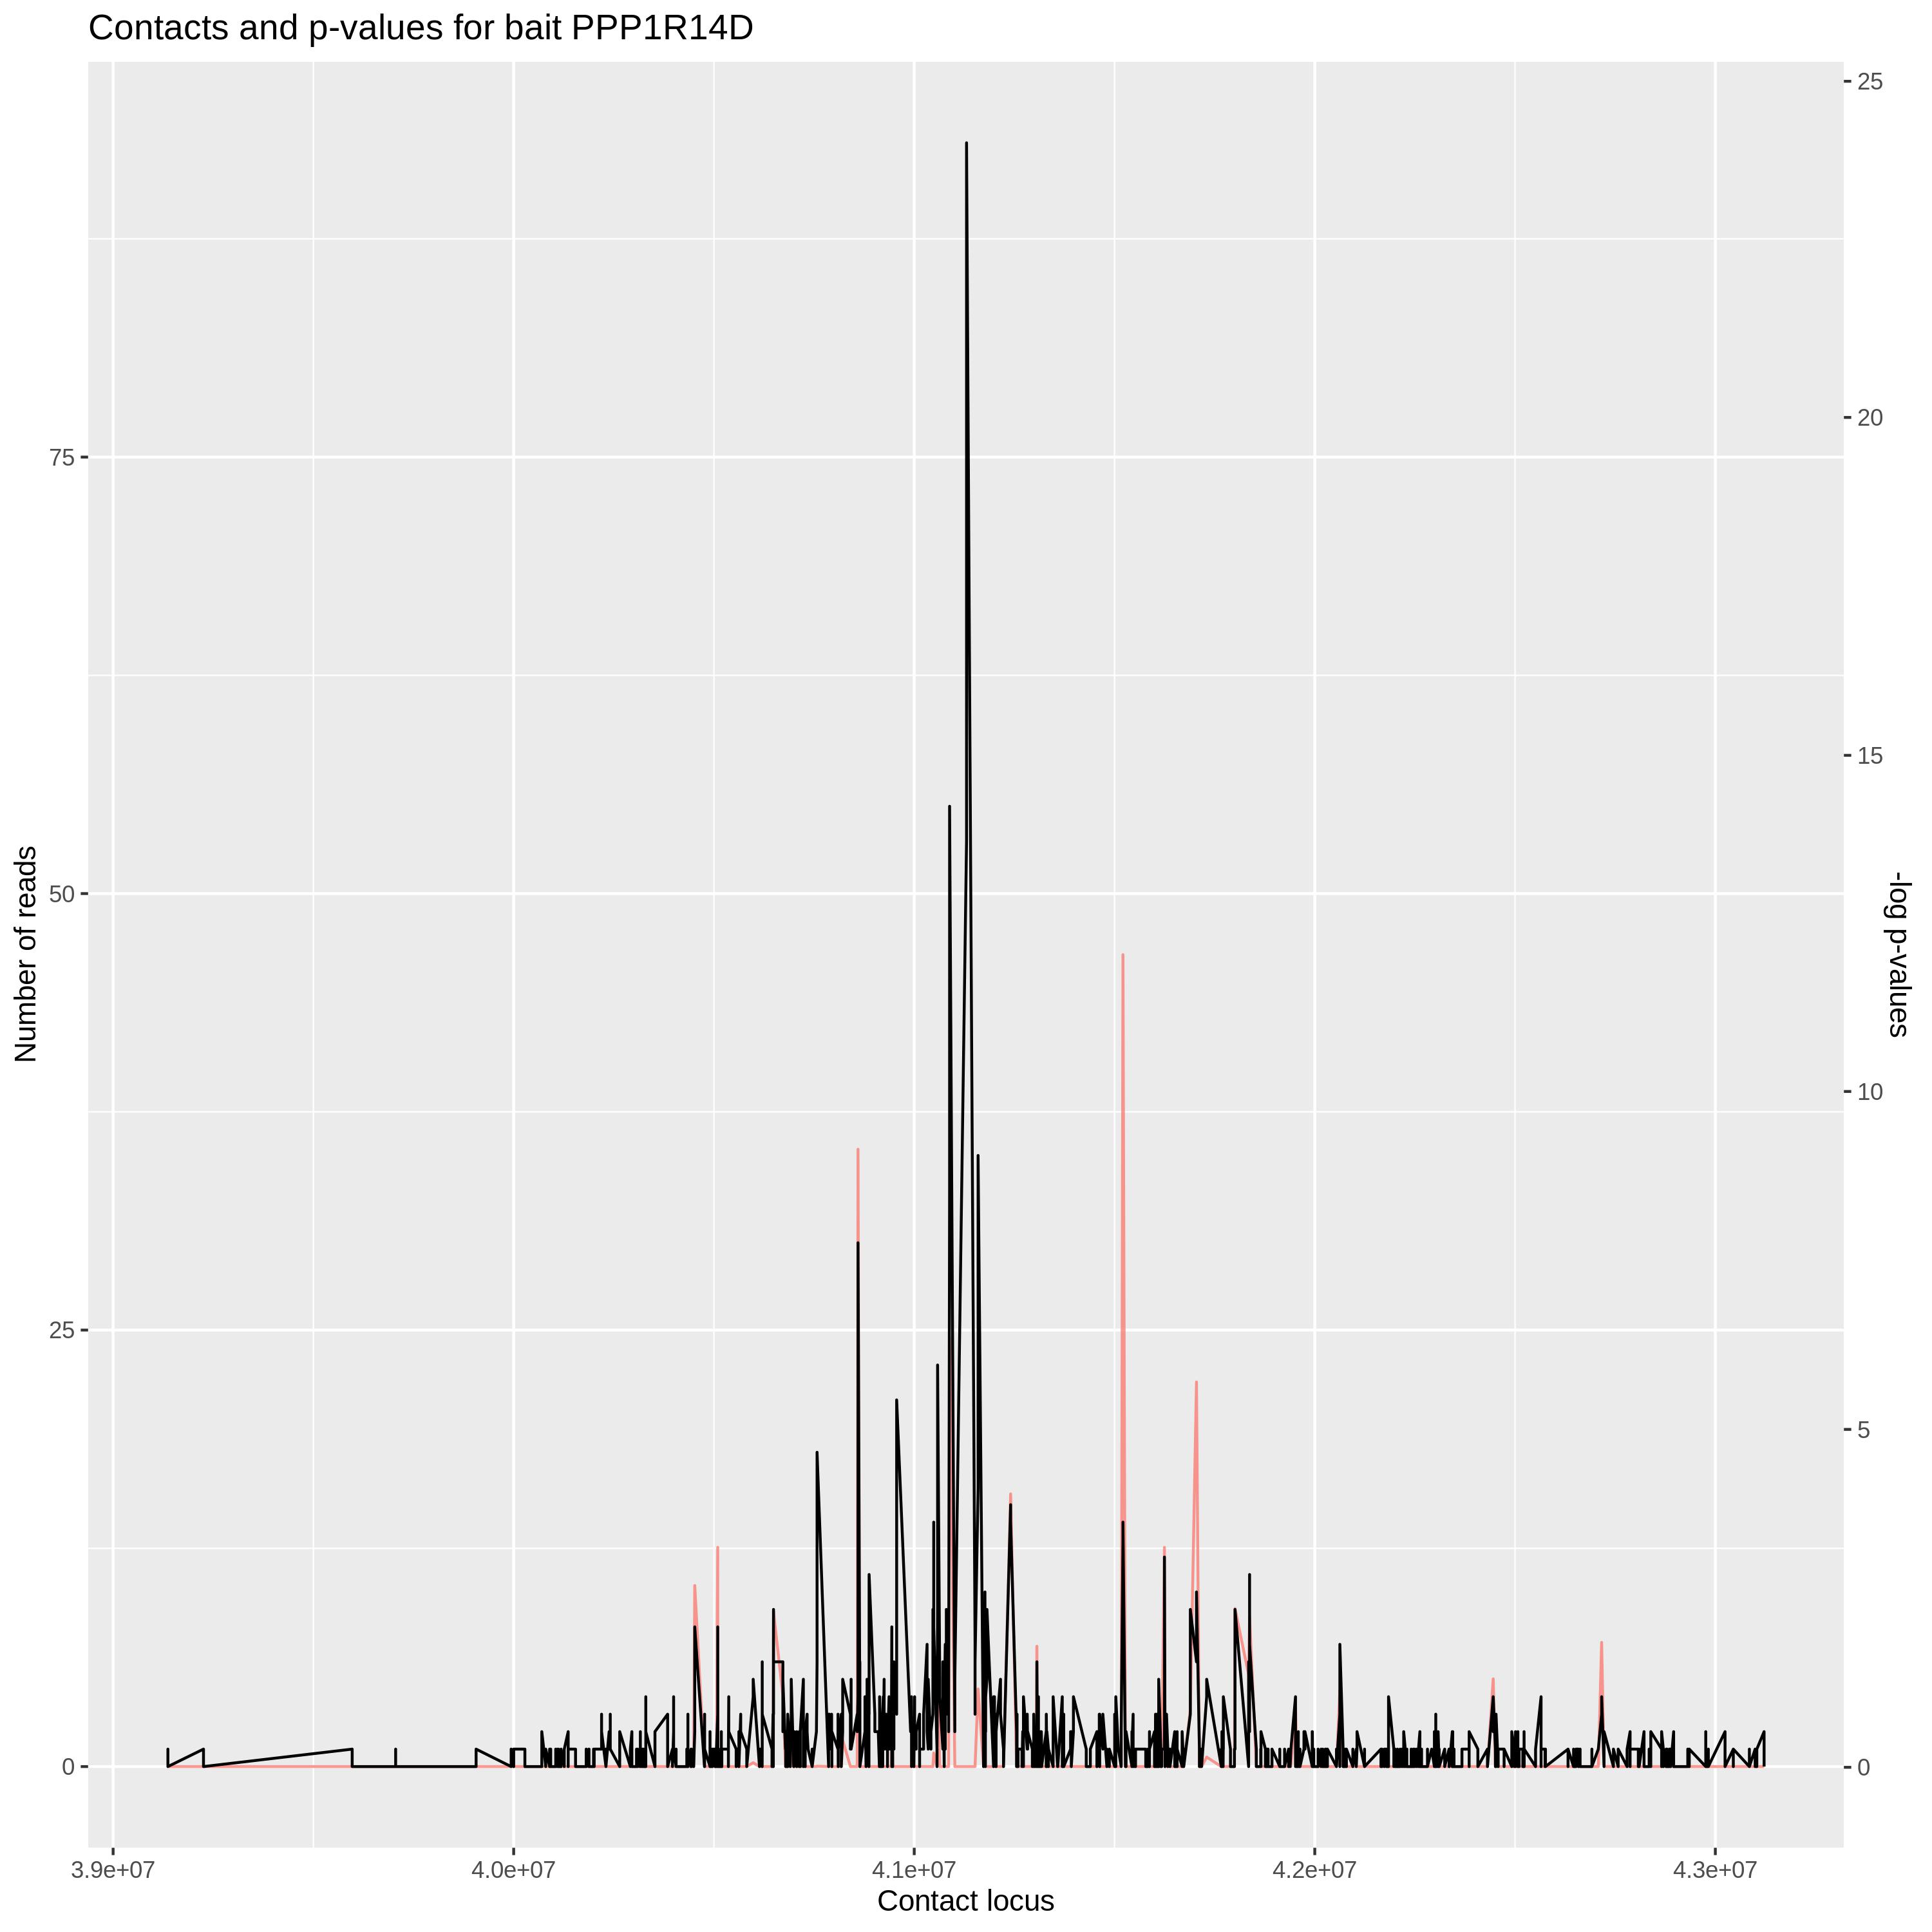 Contacts and p-values for bait PPP1R14D
Number of reads
75
50
25
0
25
20
15
10
5
0
-log p-values
3.9e+07 4.0e+07 4.1e+07 4.2e+07 4.3e+07
Contact locus